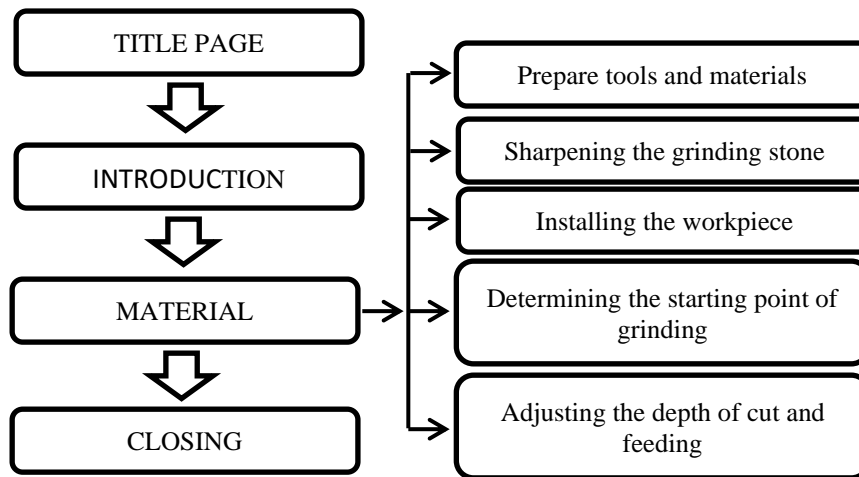 TITLE PAGE
INTRODUCTION
MATERIAL
CLOSING
Prepare tools and materials
Sharpening the grinding stone
Installing the workpiece
Determining the starting point of
grinding
Adjusting the depth of cut and
feeding